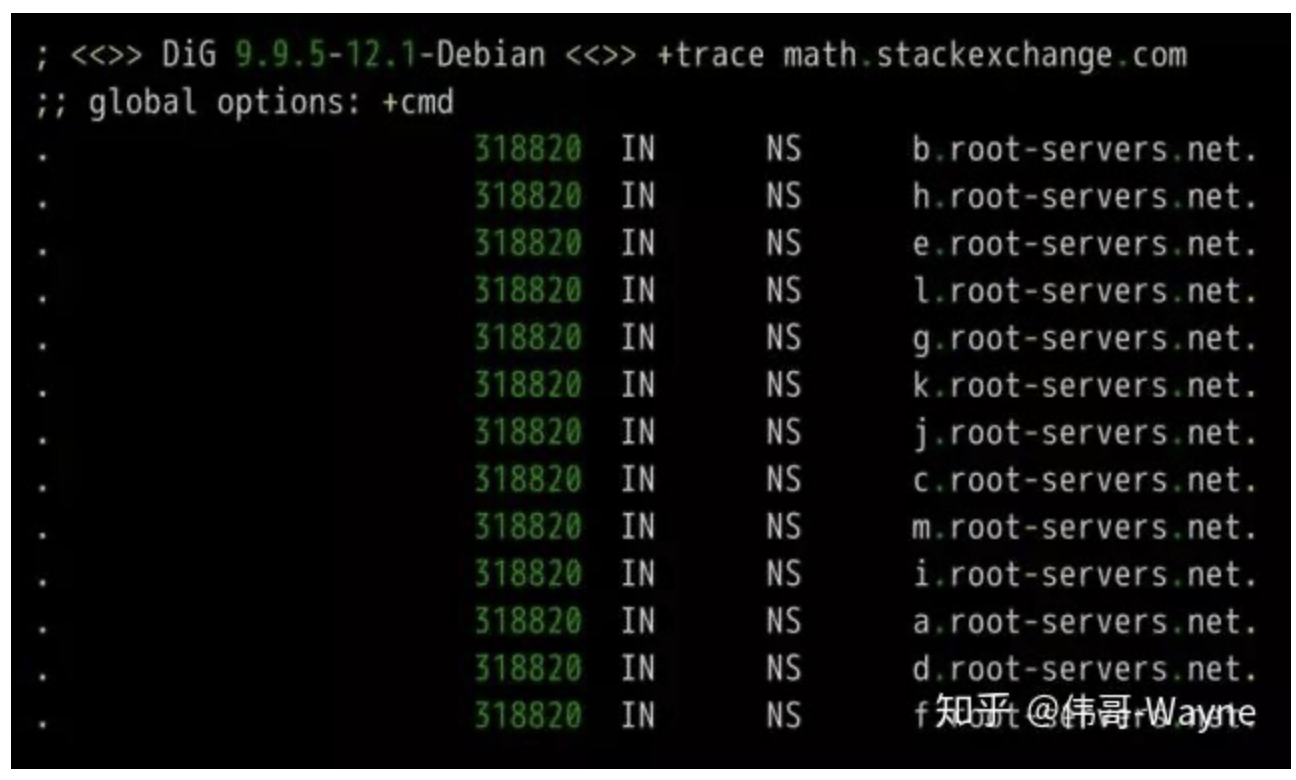 ; <<>> DiG 9.9.5-12.1-Debian <<>> +trace math.stackexchange.com
;; global options: +cmd
. 318820 IN NS b.root-servers.net.
. 318820 IN NS h.root-servers.net.
. 318820 IN NS e.root-servers.net.
. 318820 IN NS l.root-servers.net.
. 318820 IN NS g.root-servers.net.
. 318820 IN NS k.root-servers.net.
. 318820 IN NS j.root-servers.net.
. 318820 IN NS c.root-servers.net.
. 318820 IN NS m.root-servers.net.
. 318820 IN NS i.root-servers.net.
. 318820 IN NS a.root-servers.net.
. 318820 IN NS d.root-servers.net.
. 318820 IN NS
知乎 @伟哥-Wayne